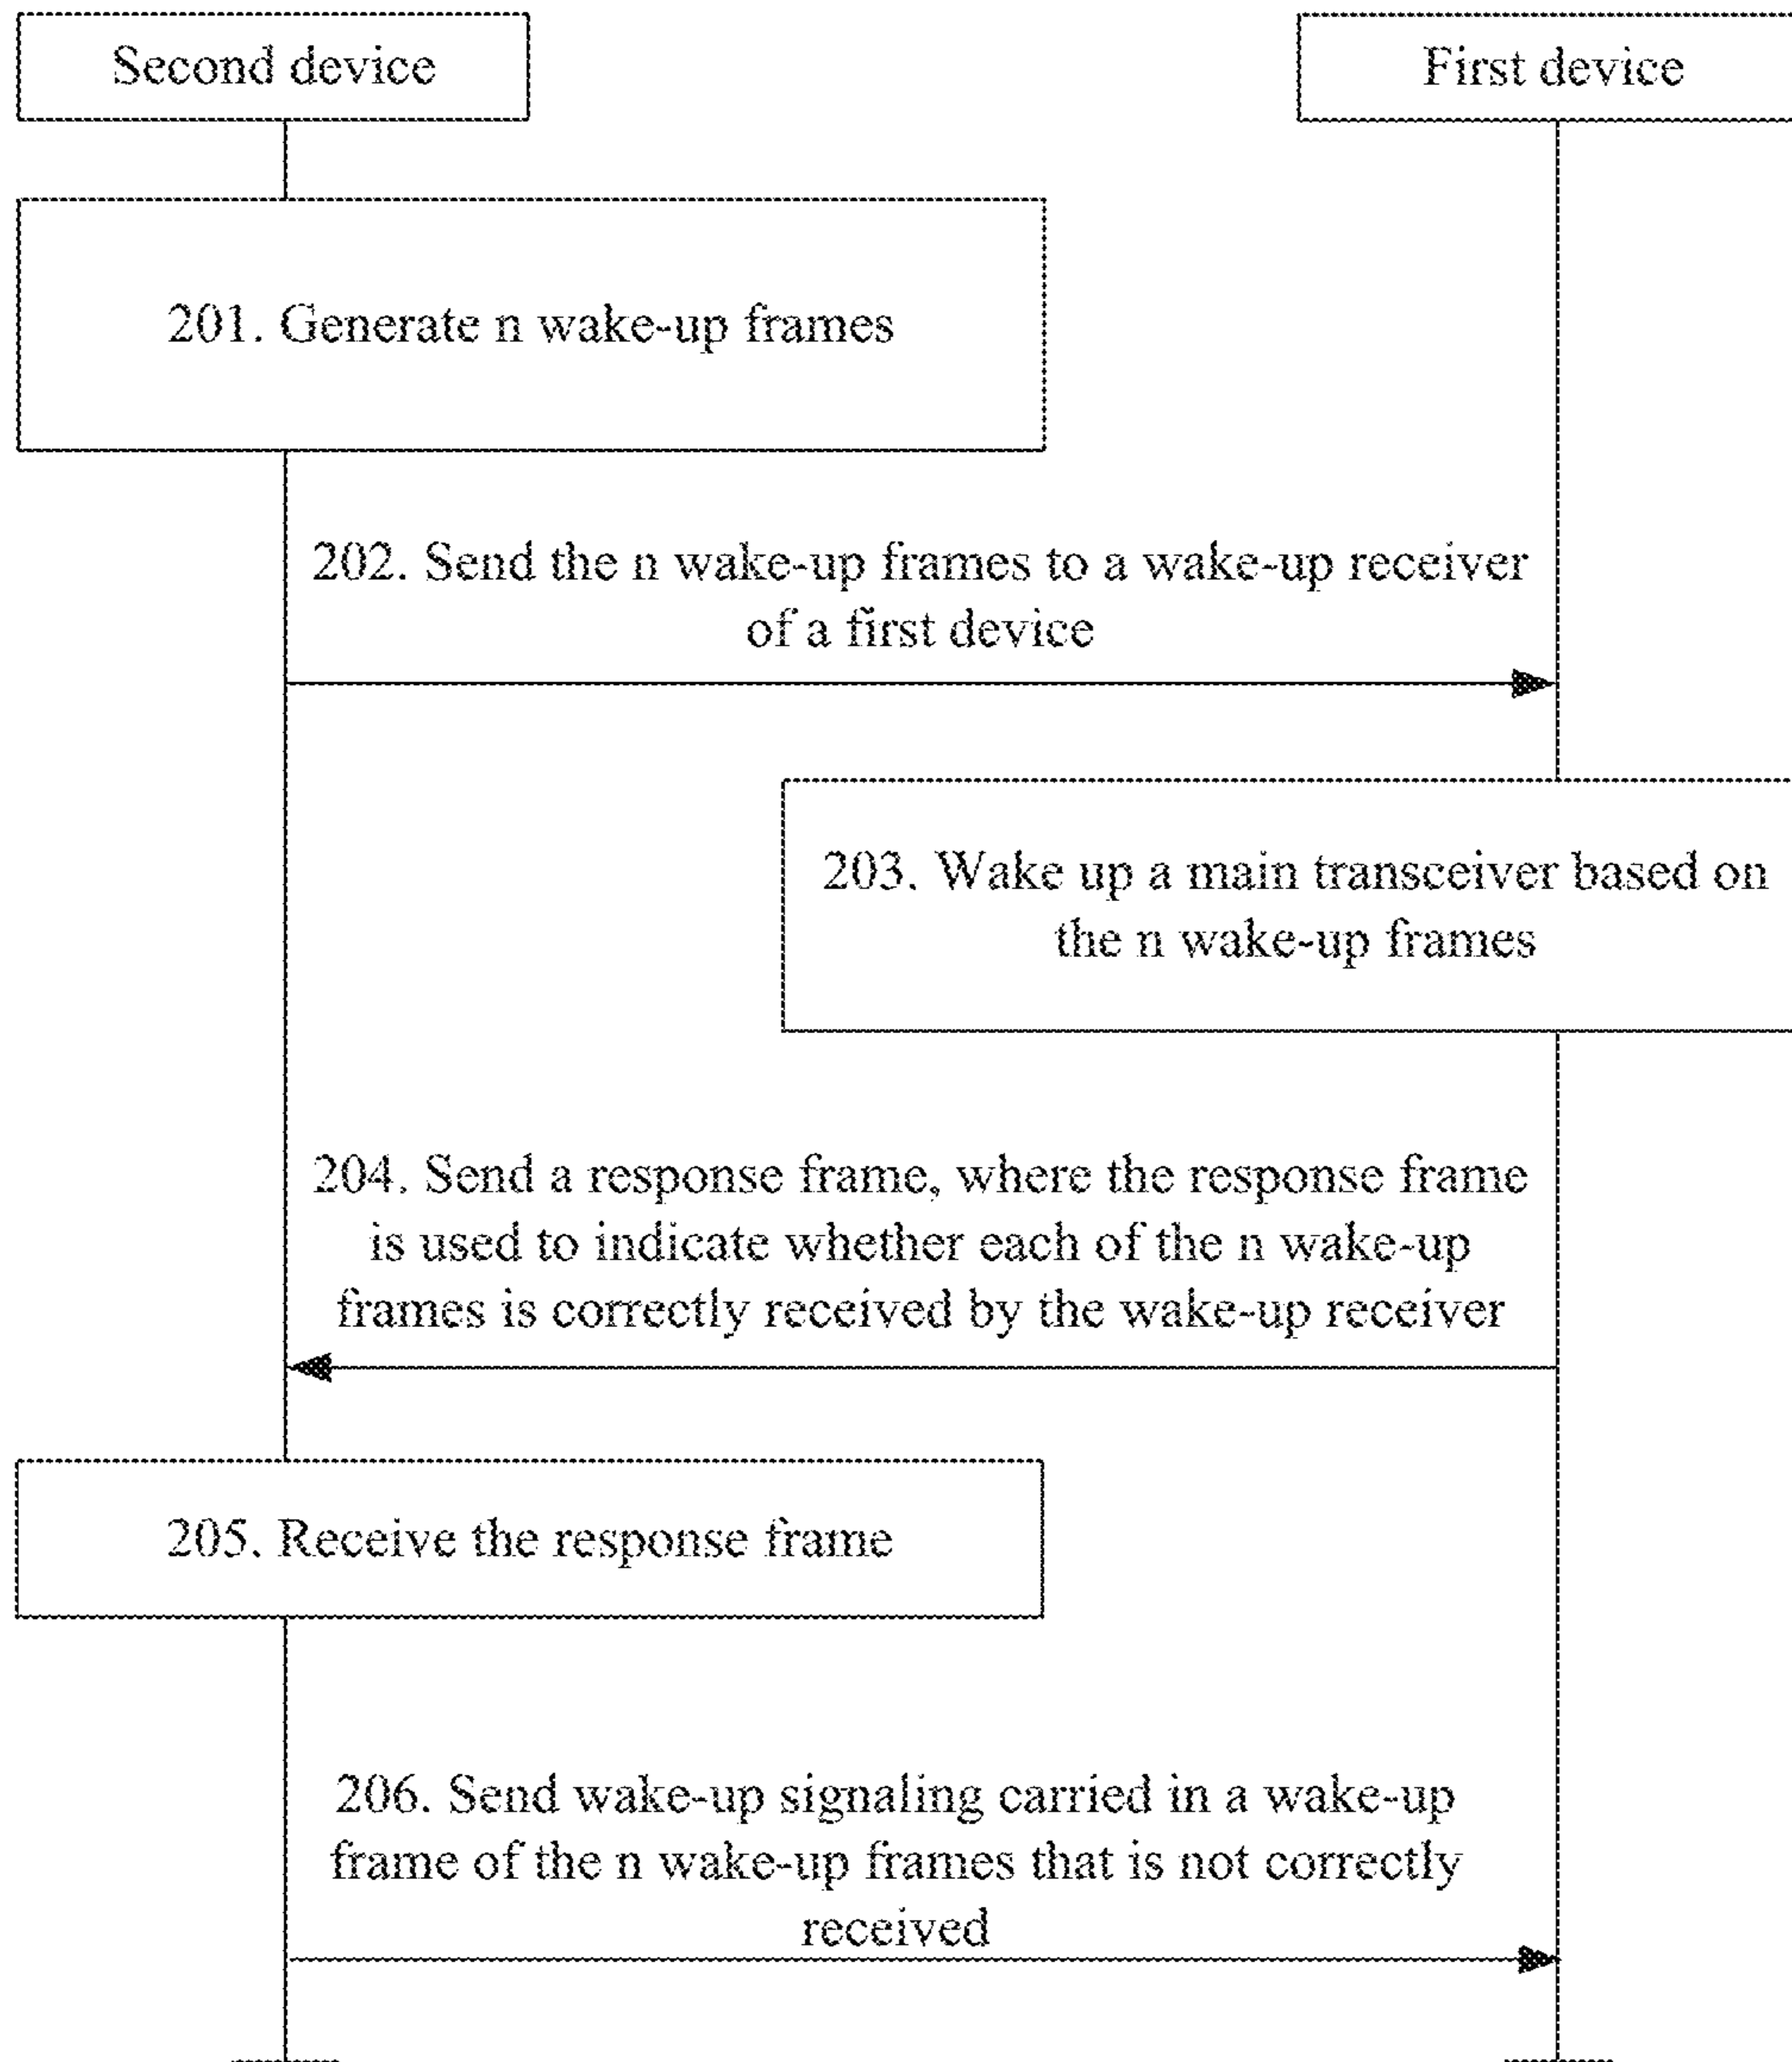 Second device
First device
201. Generate n wake-up frames
202. Send the n wake-up frames to a wake-up receiver
of a first device
203. Wake up a main transceiver based on
the n wake-up frames
204. Send a response frame, where the response frame
is used to indicate whether each of the n wake-up
frames is correctly received by the wake-up receiver
205. Receive the response frame
206. Send wake-up signaling carried in a wake-up
frame of the n wake-up frames that is not correctly
received